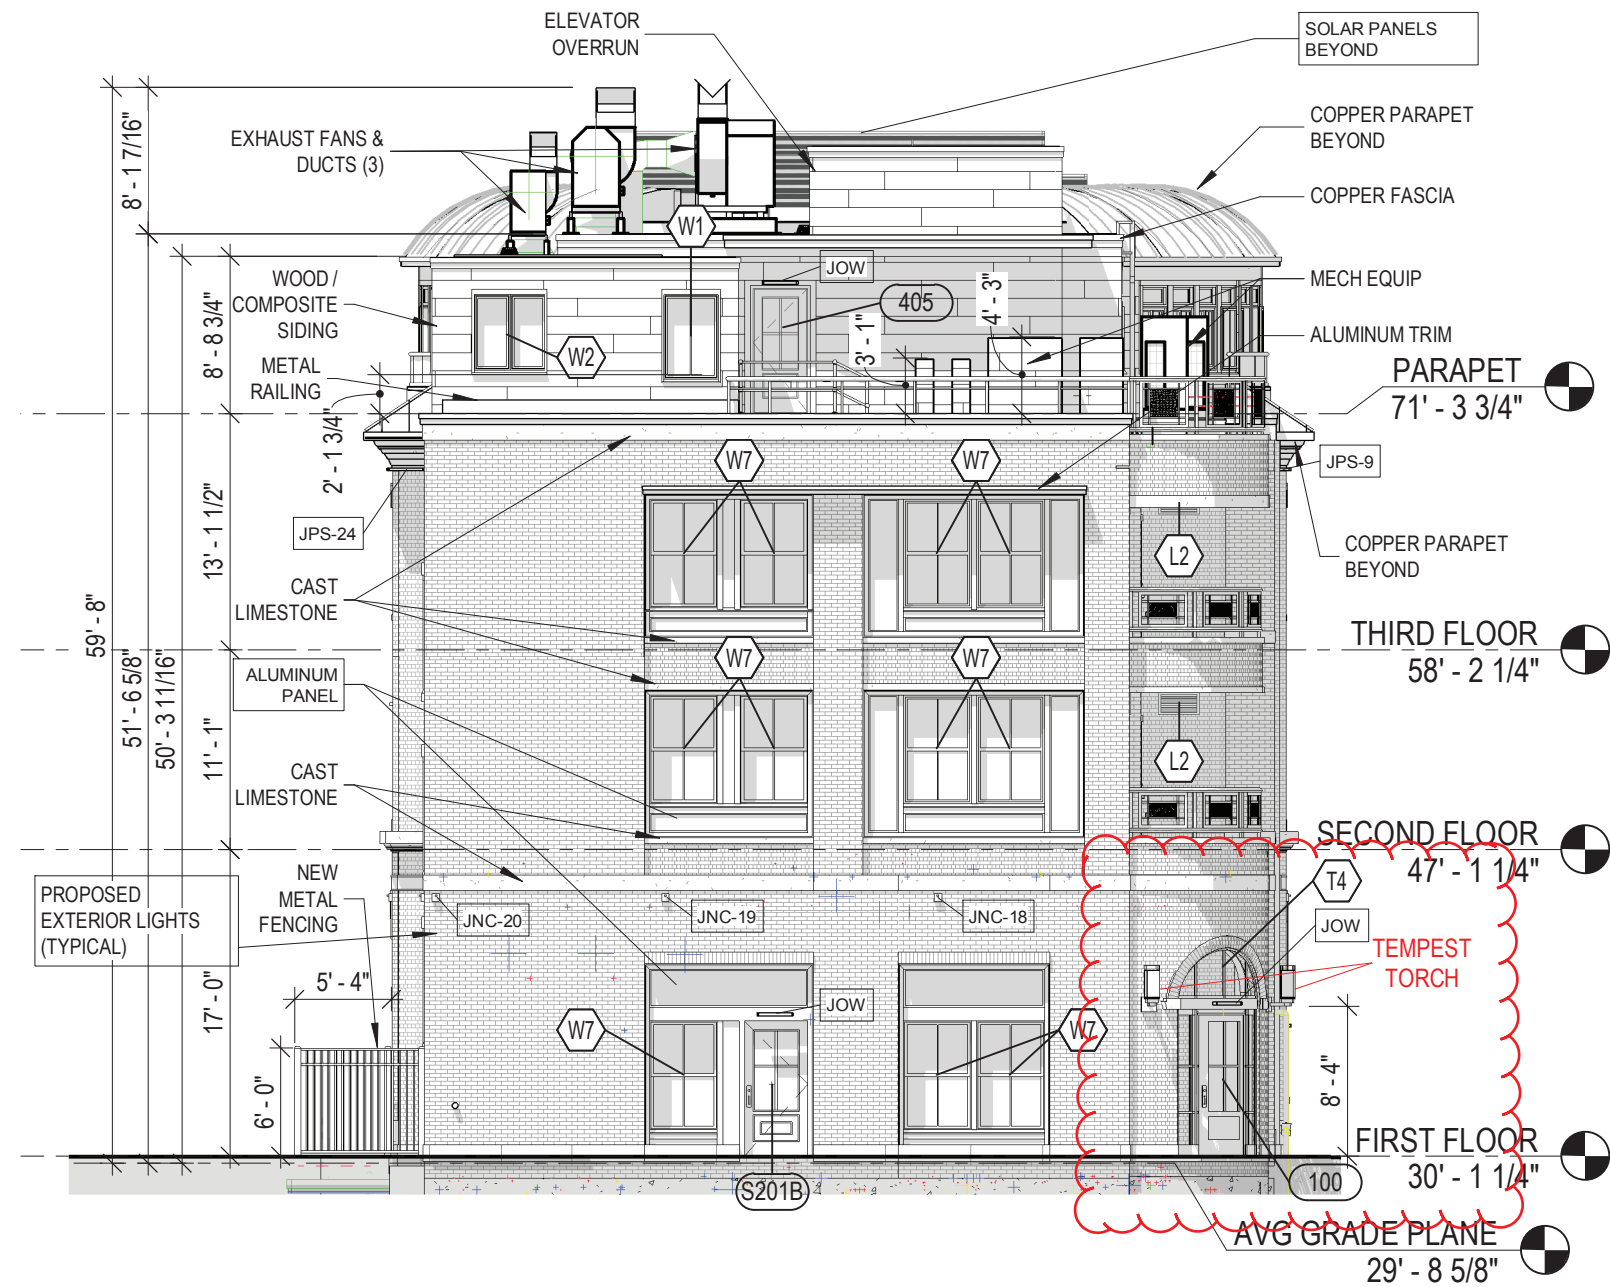 ELEVATOR
OVERRUN
SOLAR PANELS
BEYOND
EXHAUST FANS &
DUCTS (3)
COPPER PARAPET
BEYOND
COPPER FASCIA
8' - 1 7/16"
W1
JOW
405
MECH EQUIP
WOOD /
COMPOSITE
SIDING
8' - 8 3/4"
W2
3' - 1"
4' - 3"
ALUMINUM TRIM
METAL
RAILING
PARAPET
71' - 3 3/4"
2' - 1 3/4"
W7
W7
JPS-9
JPS-24
13' - 1 1/2"
L2
COPPER PARAPET
BEYOND
CAST
LIMESTONE
59' - 8"
51' - 6 5/8"
50' - 3 11/16"
THIRD FLOOR
58' - 2 1/4"
W7
W7
ALUMINUM
PANEL
11' - 1"
L2
CAST
LIMESTONE
SECOND FLOOR
47' - 1 1/4"
NEW
METAL
FENCING
PROPOSED
EXTERIOR LIGHTS
(TYPICAL)
JNC-20
JNC-19
JNC-18
T4
JOW
TEMPEST
TORCH
5' - 4"
17' - 0"
JOW
W7
W7
6' - 0"
8' - 4"
FIRST FLOOR
30' - 1 1/4"
S201B
100
AVG GRADE PLANE
29' - 8 5/8"